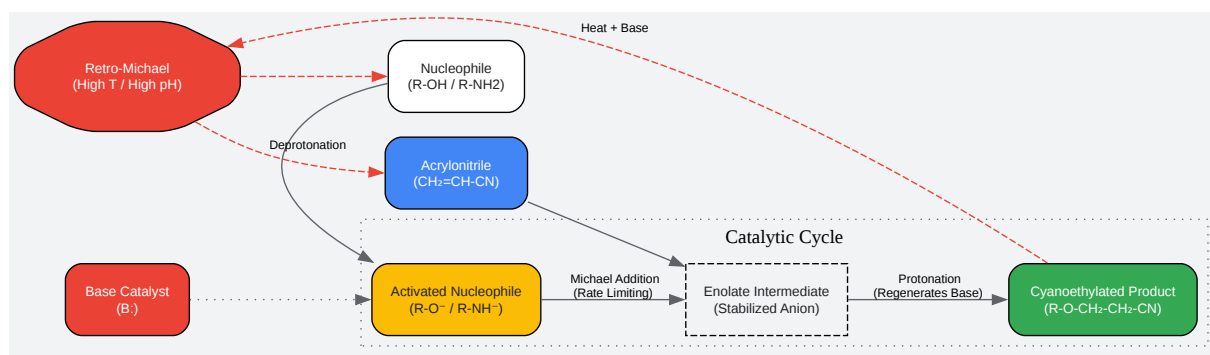 Heat + Base
Retro-Michael
(High T / High pH)
Nucleophile
(R-OH / R-NH2)
Deprotonation
Acrylonitrile
(CH₂=CH-CN)
Catalytic Cycle
Base Catalyst
(B:)
Activated Nucleophile
(R-O⁻ / R-NH⁻)
Michael Addition
(Rate Limiting)
Enolate Intermediate
(Stabilized Anion)
Protonation
(Regenerates Base)
Cyanoethylated Product
(R-O-CH₂-CH₂-CN)